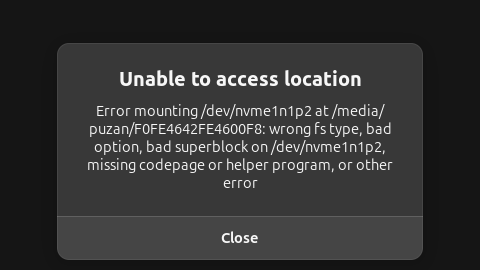 Unable to access location
Error mounting /dev/nvme1n1p2 at /media/
puzan/F0FE4642FE4600F8: wrong fs type, bad
option, bad superblock on /dev/nvme1n1p2,
missing codepage or helper program, or other
error
Close